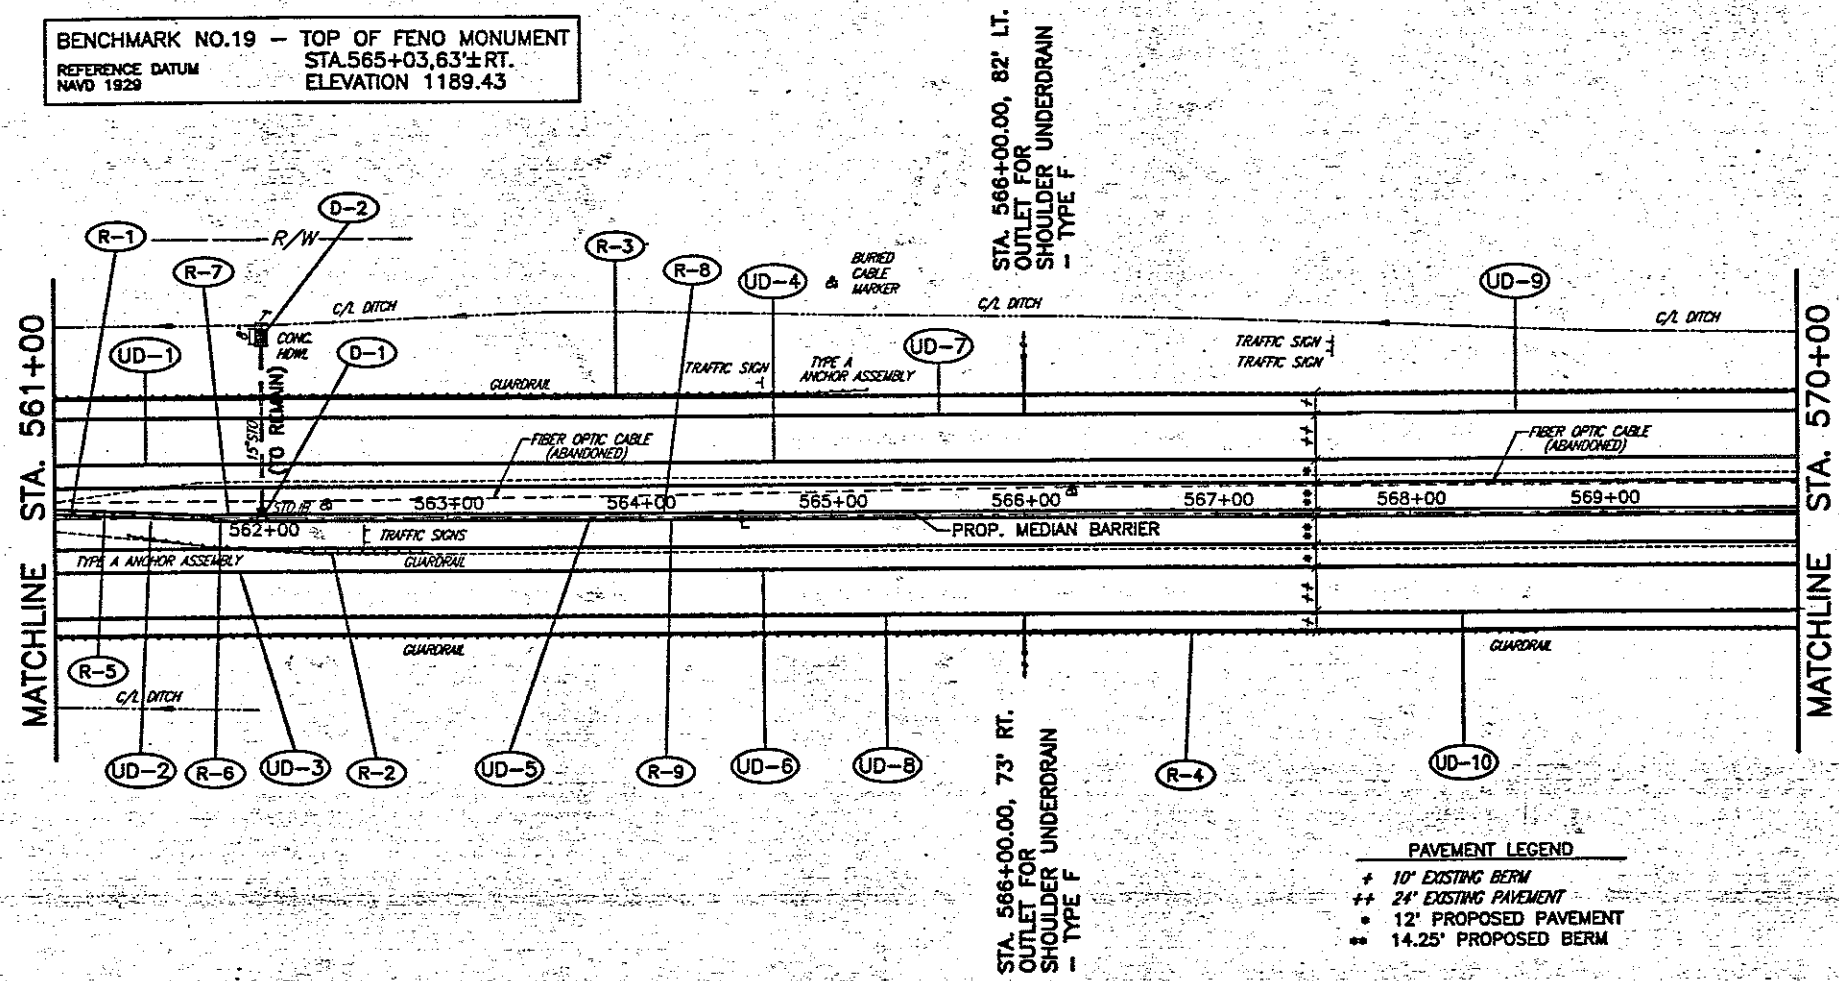 BENCHMARK NO.19 – TOP OF FENO MONUMENT
STA.565+03,63'±RT.
REFERENCE DATUM
NAVD 1929
ELEVATION 1189.43
STA. 566+00.00, 82' LT.
OUTLET FOR
SHOULDER UNDERDRAIN
– TYPE F
D-2
R-1
R/W
R-3
R-7
R-8
UD-4
&
BURIED
CABLE
MARKER
UD-9
C/L DITCH
C/L DITCH
C/L DITCH
8'
CONC.
HDWL
UD-1
D-1
UD-7
TRAFFIC SIGN
TRAFFIC SIGN
TRAFFIC SIGN
TYPE A
ANCHOR ASSEMBLY
GUARDRAIL
15" STO
(TO REMAIN)
FIBER OPTIC CABLE
(ABANDONED)
FIBER OPTIC CABLE
(ABANDONED)
MATCHLINE STA. 561+00
MATCHLINE STA. 570+00
563+00
564+00
565+00
566+00
567+00
568+00
569+00
562+00
TRAFFIC SIGNS
PROP. MEDIAN BARRIER
TYPE A ANCHOR ASSEMBLY
GUARDRAIL
GUARDRAIL
GUARDRAIL
R-5
C/L DITCH
UD-2
R-6
UD-3
R-2
UD-5
R-9
UD-6
UD-8
R-4
UD-10
STA. 566+00.00, 73' RT.
OUTLET FOR
SHOULDER UNDERDRAIN
– TYPE F
PAVEMENT LEGEND
+ 10' EXISTING BERM
++ 24' EXISTING PAVEMENT
* 12' PROPOSED PAVEMENT
** 14.25' PROPOSED BERM